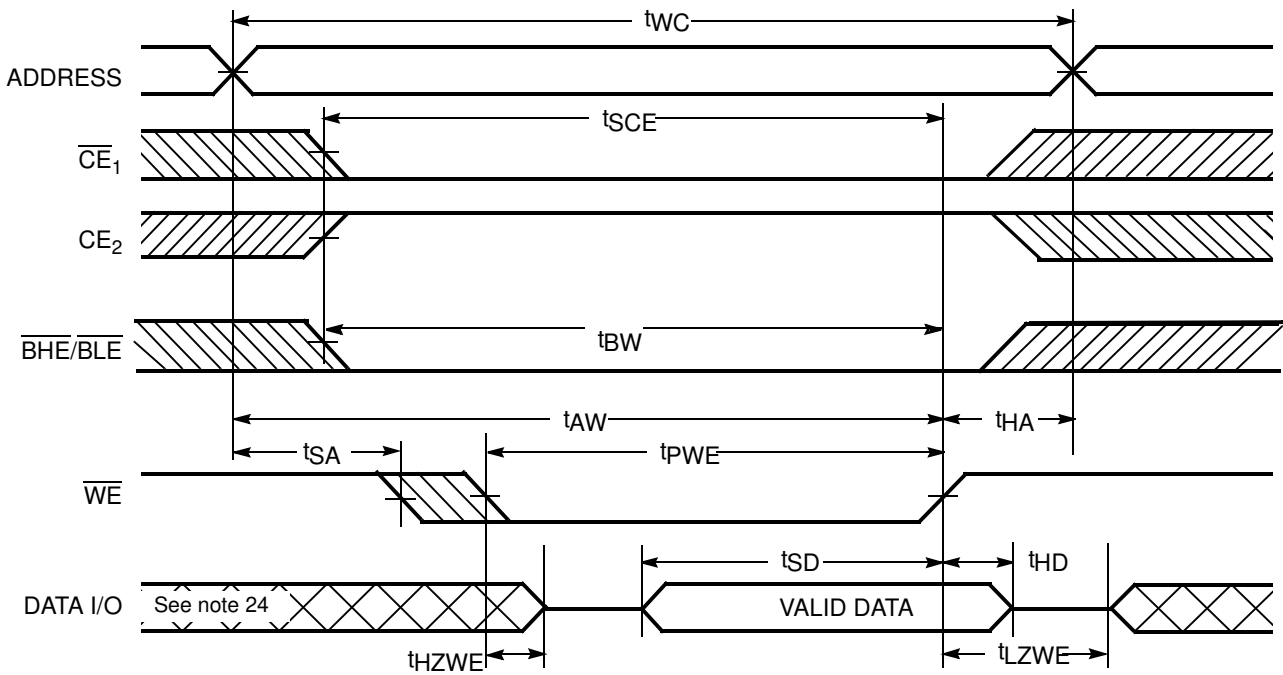 tWC
ADDRESS
tSCE
CE1
CE2
tBW
BHE/BLE
tAW
tHA
tSA
tPWE
WE
tSD
tHD
DATA I/O
See note 24
VALID DATA
tHZWE
tLZWE